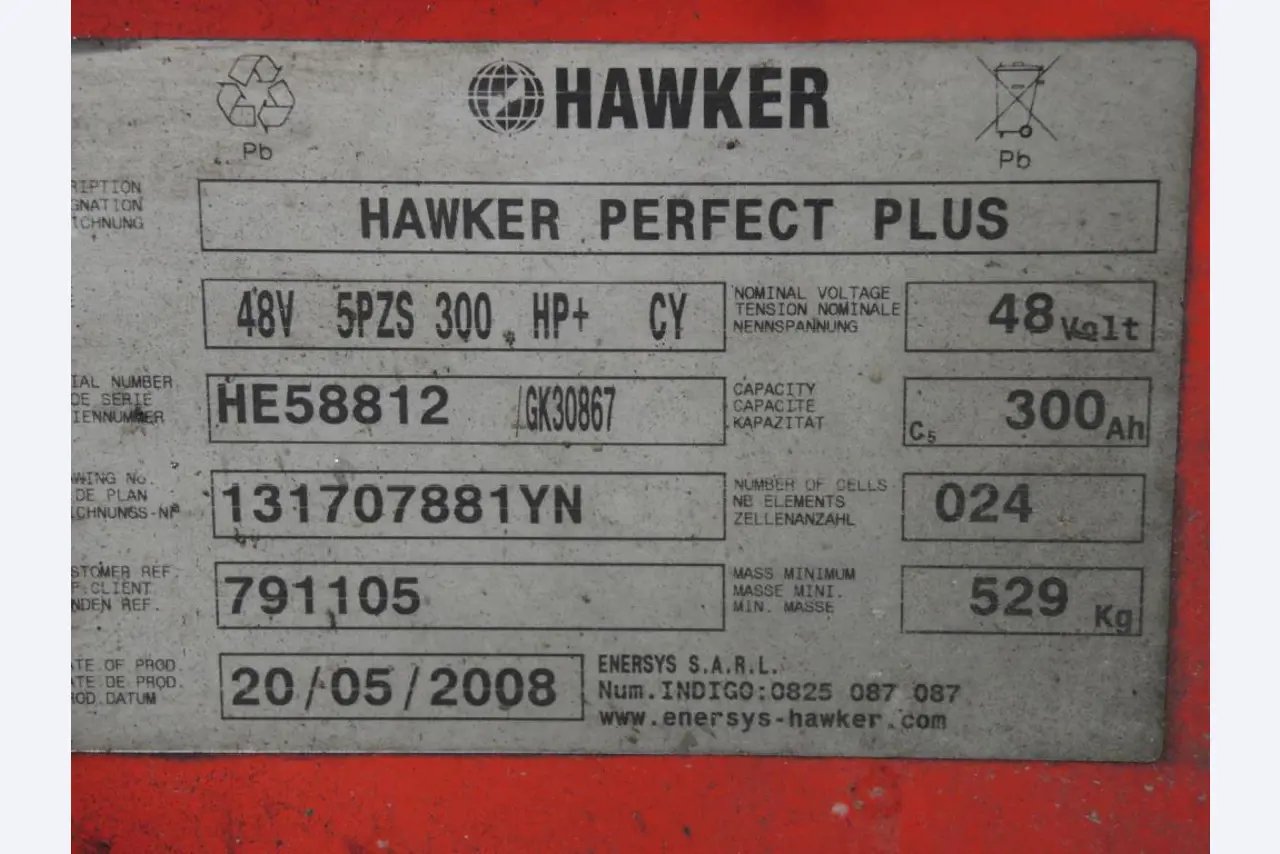 HAWKER
Pb
Pb
RIPTION
GNATION
ICHNUNG
HAWKER PERFECT PLUS
48V 5PZS 300 HP+ CY
NOMINAL VOLTAGE
TENSION NOMINALE
NENNSPANNUNG
48 Volt
IAL NUMBER
DE SERIE
IENNUMMER
HE58812 /GK30867
CAPACITY
CAPACITE
KAPAZITÄT
C5 300 Ah
WING No.
DE PLAN
ICHNUNGS-Nr
131707881YN
NUMBER OF CELLS
NB ELEMENTS
ZELLENANZAHL
024
STOMER REF.
F.CLIENT
NDEN REF.
791105
MASS MINIMUM
MASSE MINI.
MIN. MASSE
529 Kg
TE OF PROD.
TE DE PROD.
OD.DATUM
20/05/2008
ENERSYS S.A.R.L.
Num.INDIGO:0825 087 087
www.enersys-hawker.com